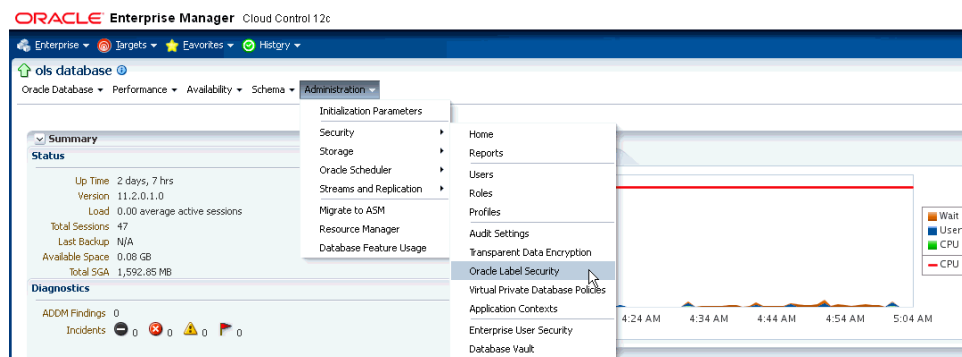 ORACLE Enterprise Manager Cloud Control 12c
Enterprise Targets Favorites History
ols database
Oracle Database Performance Availability Schema Administration
Initialization Parameters
Security
Storage
Oracle Scheduler
Streams and Replication
Migrate to ASM
Resource Manager
Database Feature Usage
Home
Reports
Users
Roles
Profiles
Audit Settings
Transparent Data Encryption
Oracle Label Security
Virtual Private Database Policies
Application Contexts
Enterprise User Security
Database Vault
Summary
Status
Up Time 2 days, 7 hrs
Version 11.2.0.1.0
Load 0.00 average active sessions
Total Sessions 47
Last Backup N/A
Available Space 0.08 GB
Total SGA 1,592.85 MB
Diagnostics
ADDM Findings 0
Incidents 0 0 0 0
Wait
User
CPU
CPU
4:24 AM 4:34 AM 4:44 AM 4:54 AM 5:04 AM